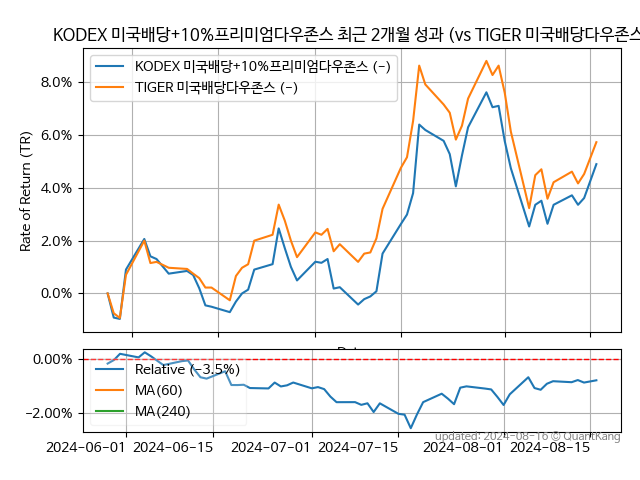 KODEX 미국배당+10%프리미엄다우존스 최근 2개월 성과 (vs TIGER 미국배당다우존스
KODEX 미국배당+10%프리미엄다우존스 (-)
TIGER 미국배당다우존스 (-)
Rate of Return (TR)
8.0%
6.0%
4.0%
2.0%
0.0%
0.00%
−2.00%
Relative (−3.5%)
MA(60)
MA(240)
updated: 2024-08-16 © QuantKang
2024-06-01
2024-06-15
2024-07-01
2024-07-15
2024-08-01
2024-08-15